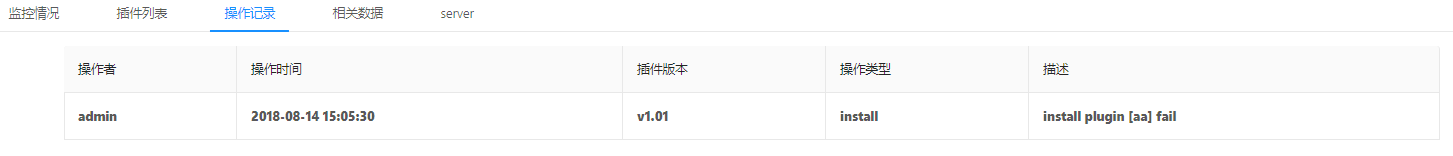 监控情况 插件列表 操作记录 相关数据 server
操作者 操作时间 插件版本 操作类型 描述
admin 2018-08-14 15:05:30 v1.01 install install plugin [aa] fail